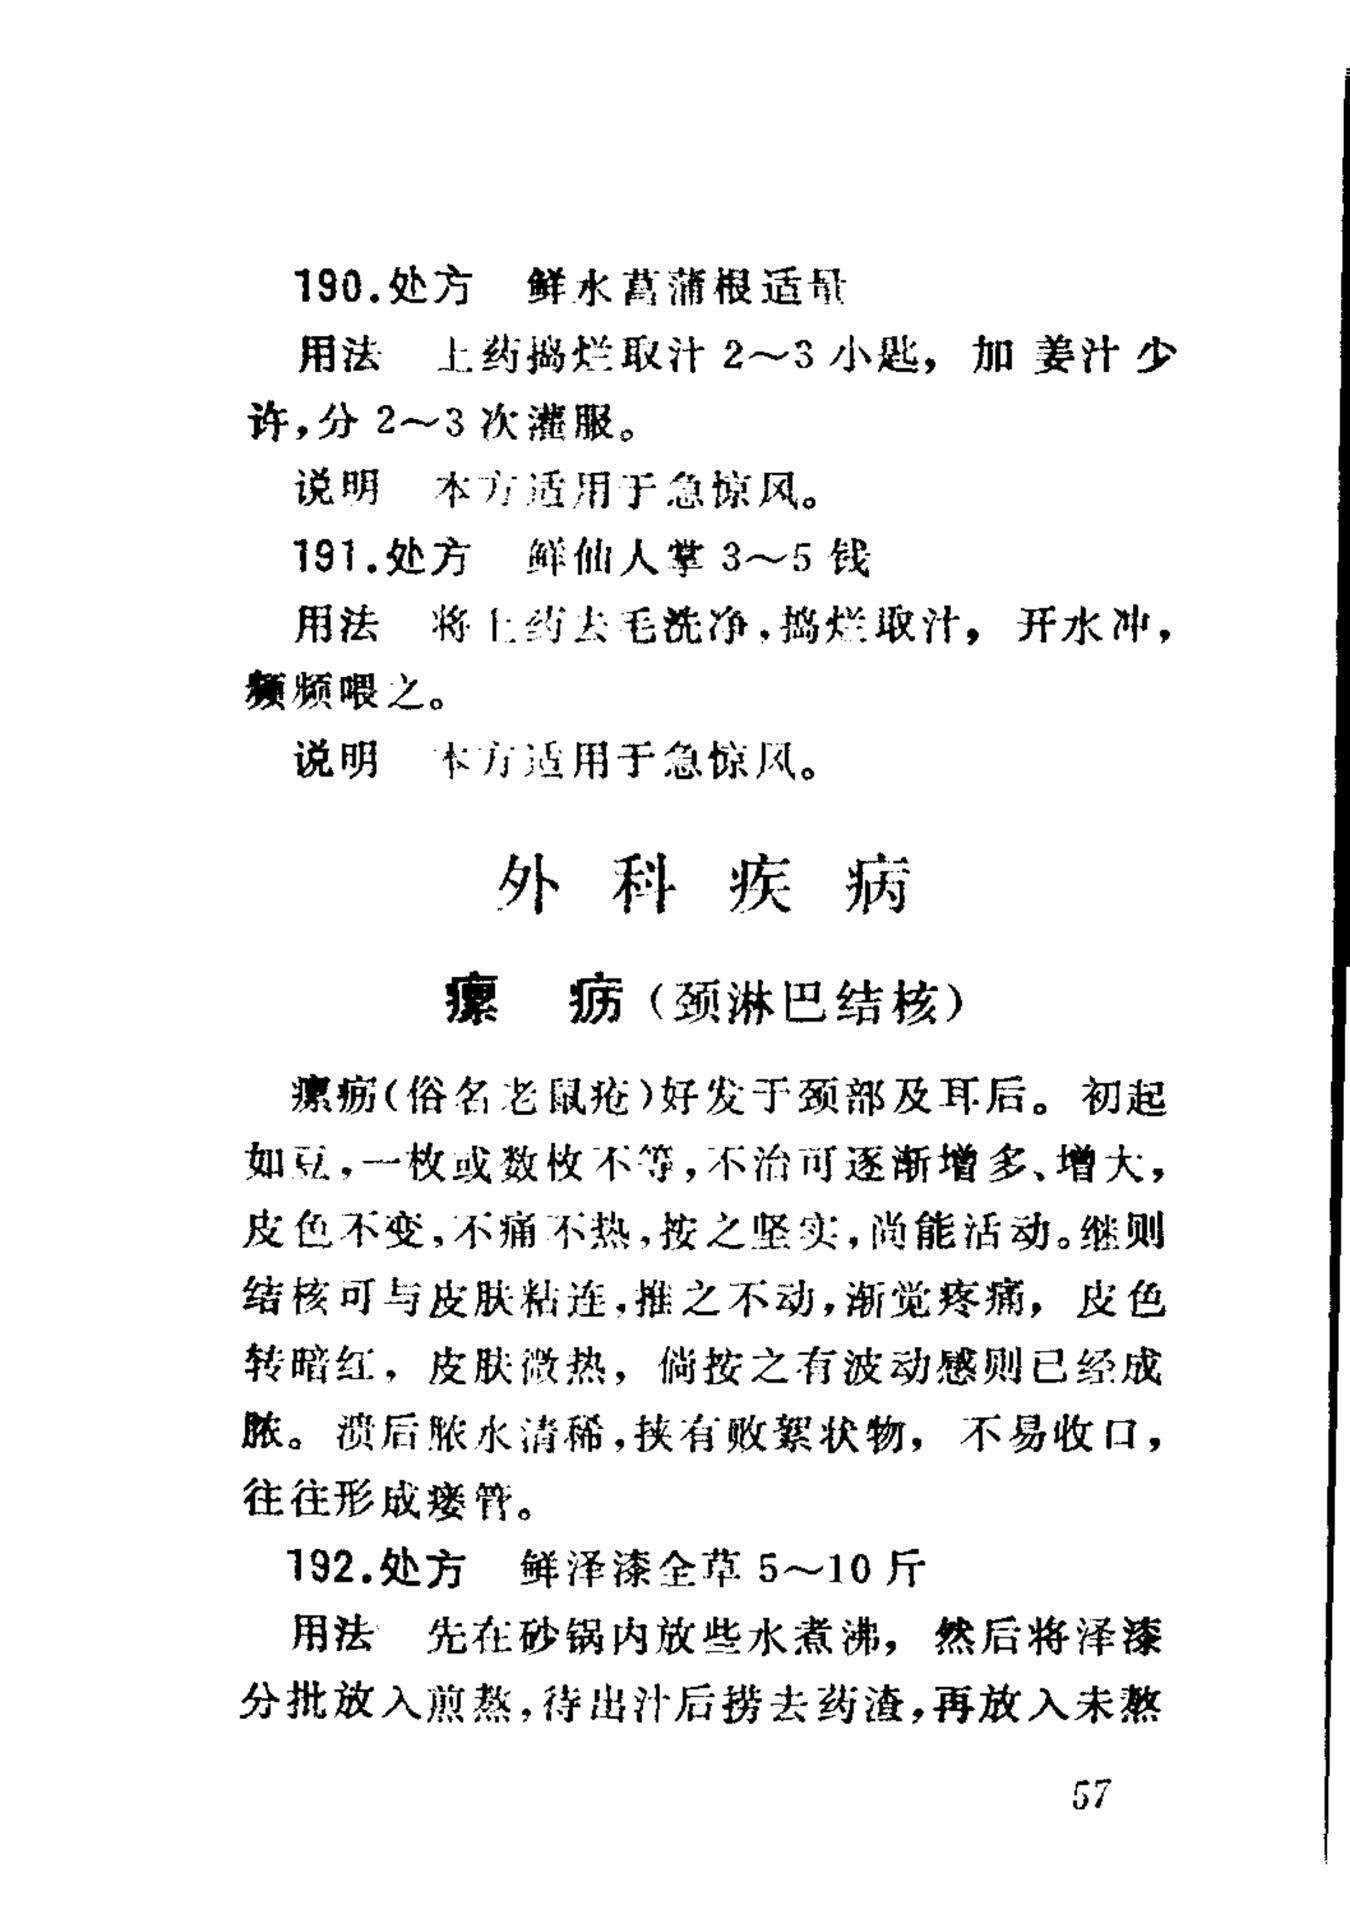 190.处方　鲜水菖蒲根适量
用法　上药捣烂取汁2～3小匙，加姜汁少
许，分2～3次灌服。
说明　本方适用于急惊风。
191.处方　鲜仙人掌3～5钱
用法　将上药去毛洗净，捣烂取汁，开水冲，
频频喂之。
说明　本方适用于急惊风。
外科疾病
瘰　疬（颈淋巴结核）
瘰疬（俗名老鼠疮）好发于颈部及耳后。初起
如豆，一枚或数枚不等，不治可逐渐增多、增大，
皮色不变，不痛不热，按之坚实，尚能活动。继则
结核可与皮肤粘连，推之不动，渐觉疼痛，皮色
转暗红，皮肤微热，倘按之有波动感则已经成
脓。溃后脓水清稀，挟有败絮状物，不易收口，
往往形成瘘管。
192.处方　鲜泽漆全草5～10斤
用法　先在砂锅内放些水煮沸，然后将泽漆
分批放入煎熬，待出汁后捞去药渣，再放入未熬
57